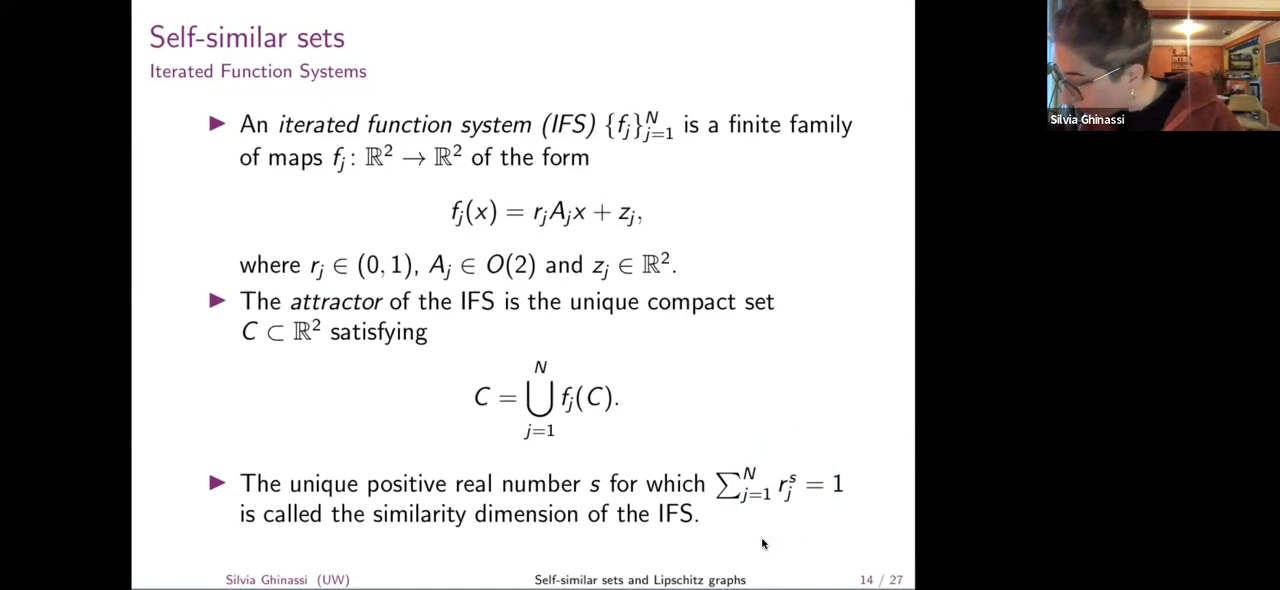 Self-similar sets
Iterated Function Systems
▶ An iterated function system (IFS) {f_j}_{j=1}^N is a finite family
of maps f_j : ℝ² → ℝ² of the form
f_j(x) = r_j A_j x + z_j,
where r_j ∈ (0, 1), A_j ∈ O(2) and z_j ∈ ℝ².
▶ The attractor of the IFS is the unique compact set
C ⊂ ℝ² satisfying
C = ⋃_{j=1}^N f_j(C).
▶ The unique positive real number s for which ∑_{j=1}^N r_j^s = 1
is called the similarity dimension of the IFS.
Silvia Ghinassi (UW) Self-similar sets and Lipschitz graphs 14 / 27
Silvia Ghinassi